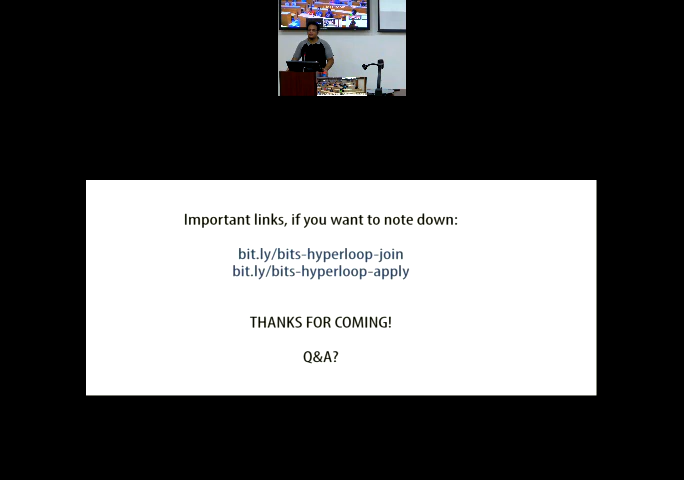 Important links, if you want to note down:
bit.ly/bits-hyperloop-join
bit.ly/bits-hyperloop-apply
THANKS FOR COMING!
Q&A?